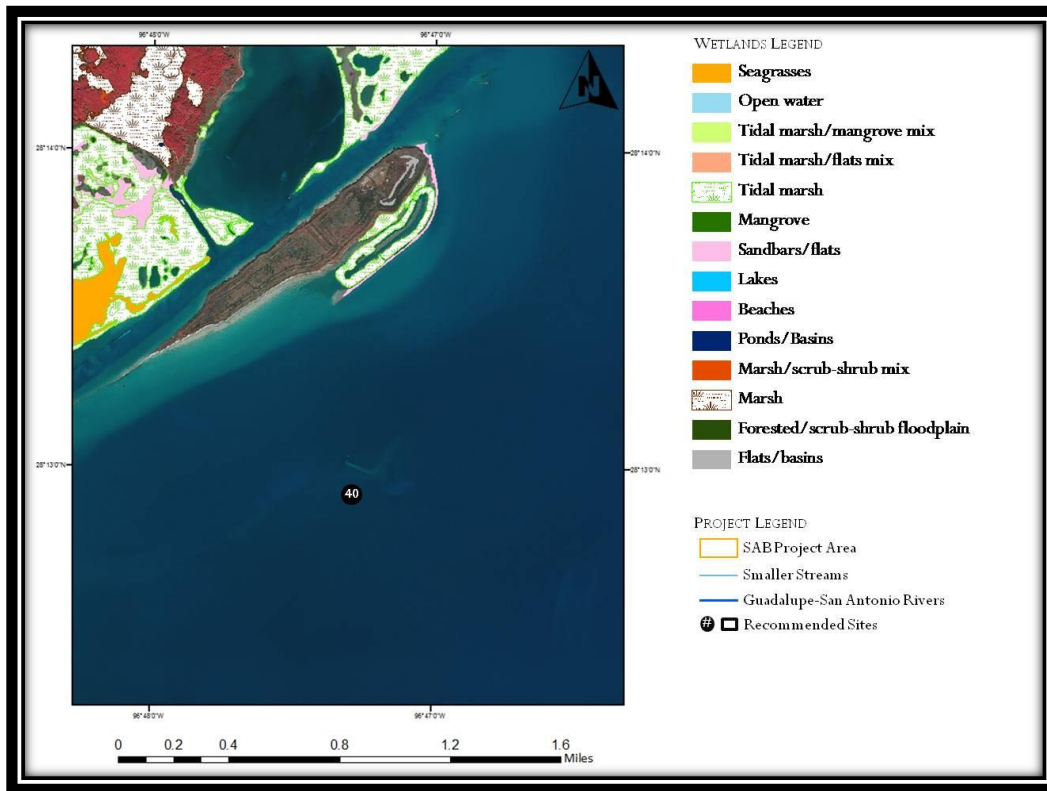 96°48'0"W
96°47'0"W
N
28°14'0"N
28°14'0"N
28°13'0"N
28°13'0"N
40
96°48'0"W
96°47'0"W
0 0.2 0.4 0.8 1.2 1.6
Miles
WETLANDS LEGEND
Seagrasses
Open water
Tidal marsh/mangrove mix
Tidal marsh/flats mix
Tidal marsh
Mangrove
Sandbars/flats
Lakes
Beaches
Ponds/Basins
Marsh/scrub-shrub mix
Marsh
Forested/scrub-shrub floodplain
Flats/basins
PROJECT LEGEND
SAB Project Area
Smaller Streams
Guadalupe-San Antonio Rivers
# Recommended Sites